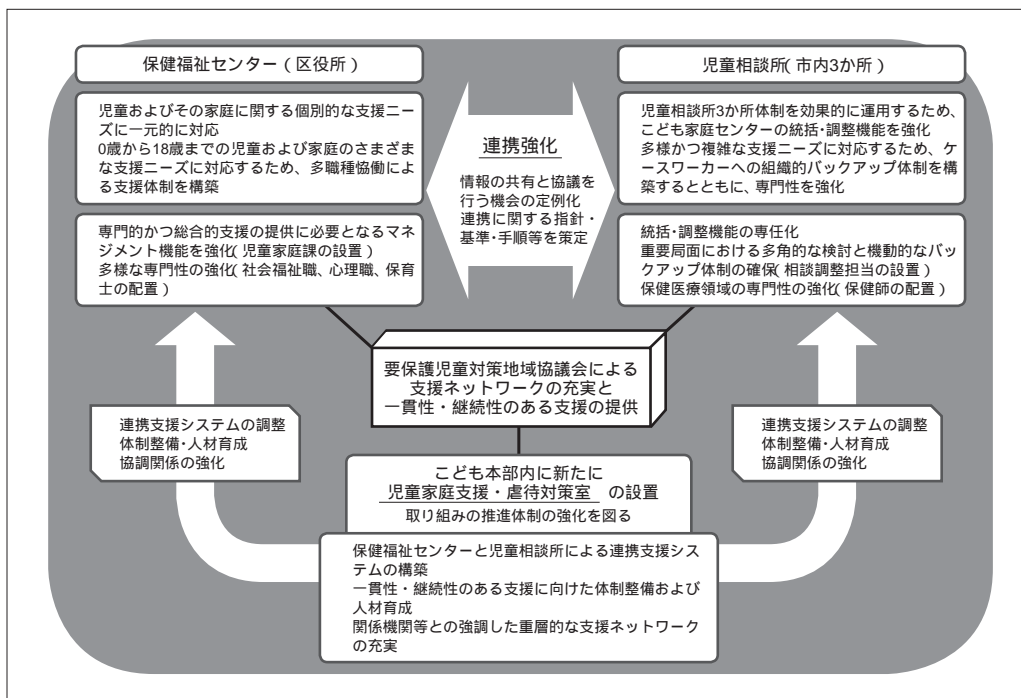 保健福祉センター（区役所）
児童およびその家庭に関する個別的な支援ニー
ズに一元的に対応
0歳から18歳までの児童および家庭のさまざま
な支援ニーズに対応するため、多職種協働によ
る支援体制を構築
専門的かつ総合的支援の提供に必要となるマネ
ジメント機能を強化（児童家庭課の設置）
多様な専門性の強化（社会福祉職、心理職、保育
士の配置）
連携強化
情報の共有と協議を
行う機会の定例化
連携に関する指針・
基準・手順等を策定
児童相談所（市内3か所）
児童相談所3か所体制を効果的に運用するため、
こども家庭センターの統括・調整機能を強化
多様かつ複雑な支援ニーズに対応するため、ケ
ースワーカーへの組織的バックアップ体制を構
築するとともに、専門性を強化
統括・調整機能の専任化
重要局面における多角的な検討と機動的なバッ
クアップ体制の確保（相談調整担当の設置）
保健医療領域の専門性の強化（保健師の配置）
要保護児童対策地域協議会による
支援ネットワークの充実と
一貫性・継続性のある支援の提供
連携支援システムの調整
体制整備・人材育成
協調関係の強化
連携支援システムの調整
体制整備・人材育成
協調関係の強化
こども本部内に新たに
児童家庭支援・虐待対策室 の設置
取り組みの推進体制の強化を図る
保健福祉センターと児童相談所による連携支援シス
テムの構築
一貫性・継続性のある支援に向けた体制整備および
人材育成
関係機関等との強調した重層的な支援ネットワーク
の充実